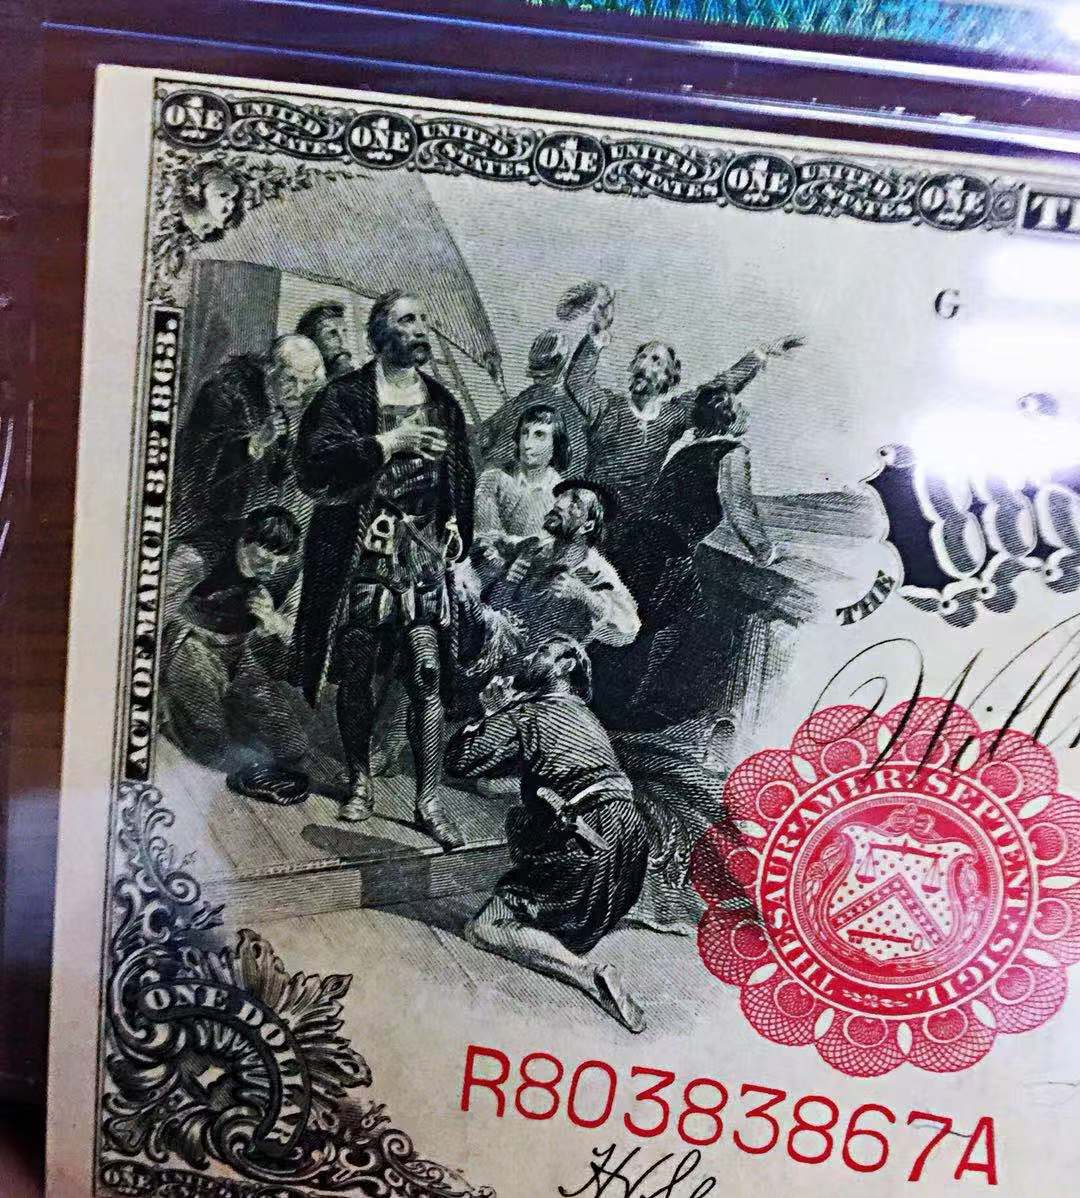 ONE UNITED STATES ONE UNITED STATES ONE UNITED STATES ONE UNITED STATES ONE
G
ACT OF MARCH 3RD 1863.
THE
THESAUR. AMER. SEPTENT. SIGIL.
R80383867A
ONE DOLLAR
ONE